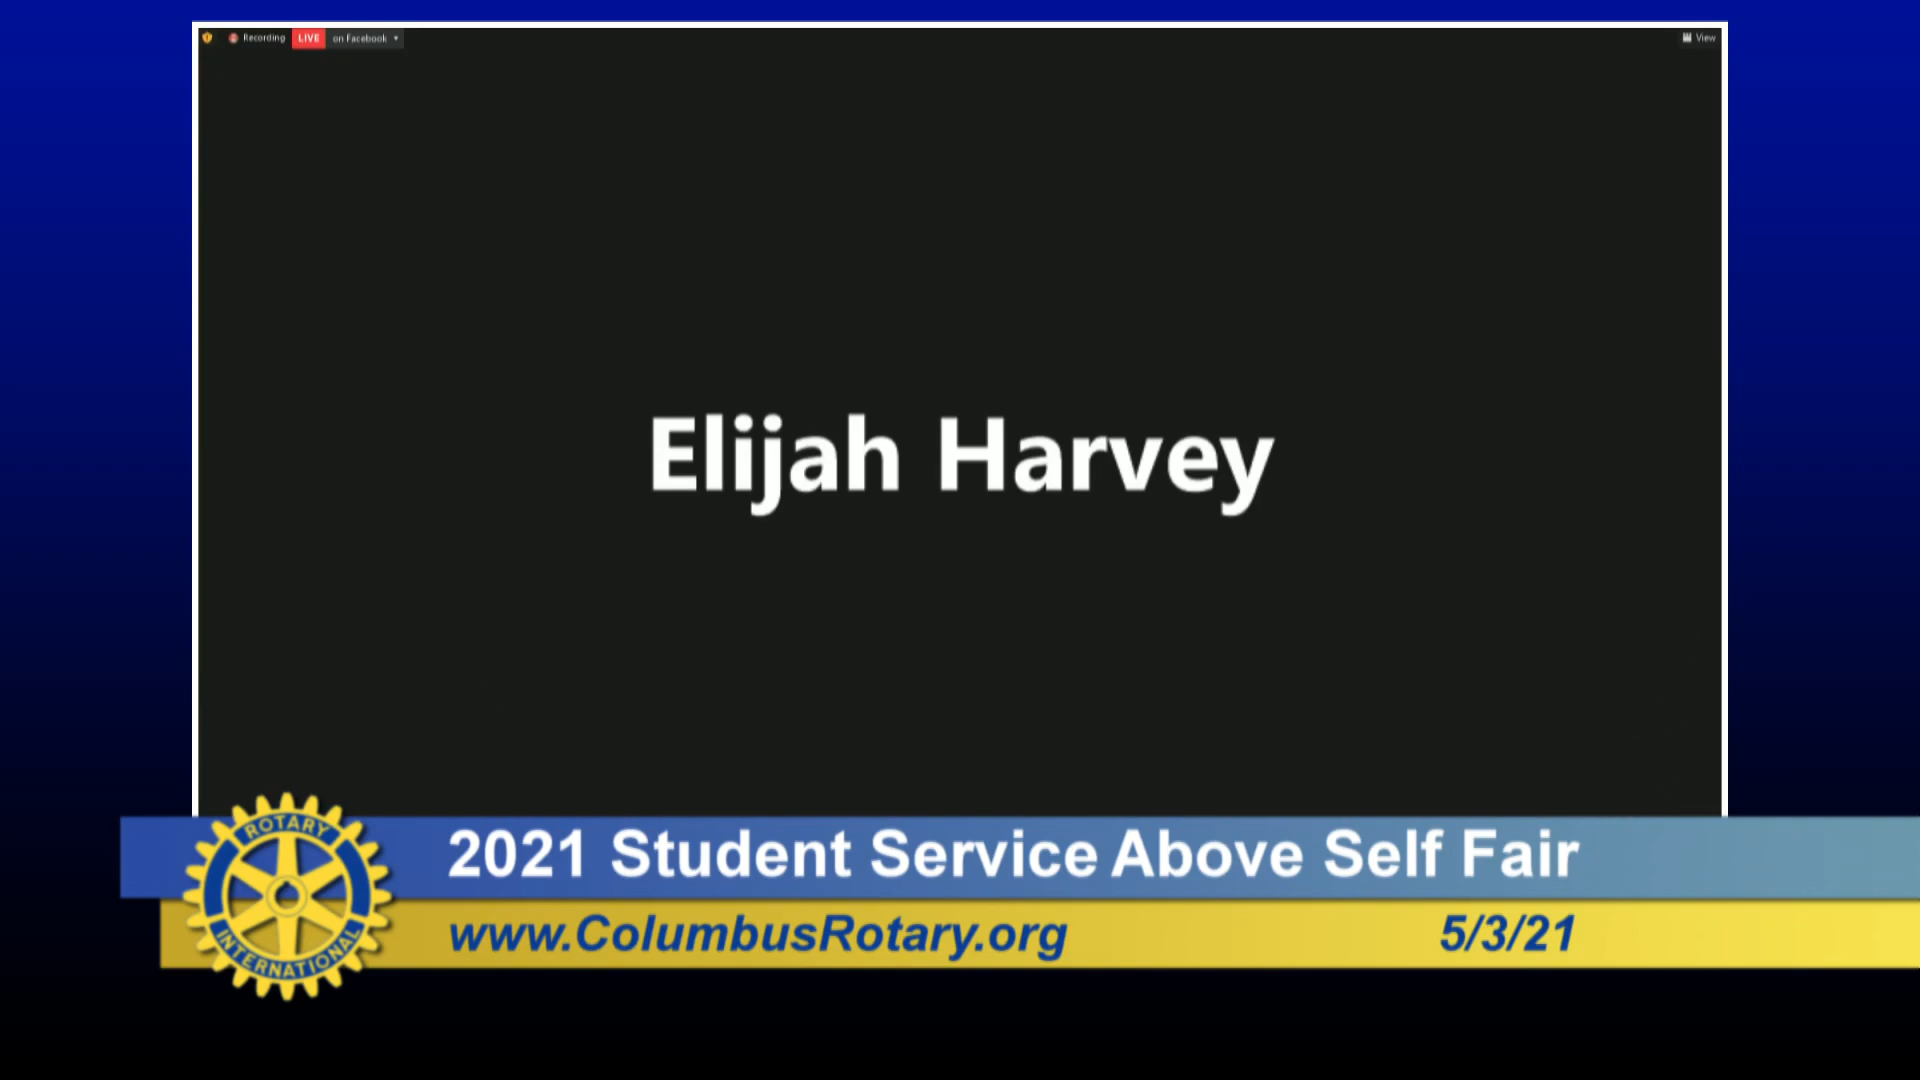 Recording LIVE on Facebook View
Elijah Harvey
ROTARY
INTERNATIONAL
2021 Student Service Above Self Fair
www.ColumbusRotary.org 5/3/21